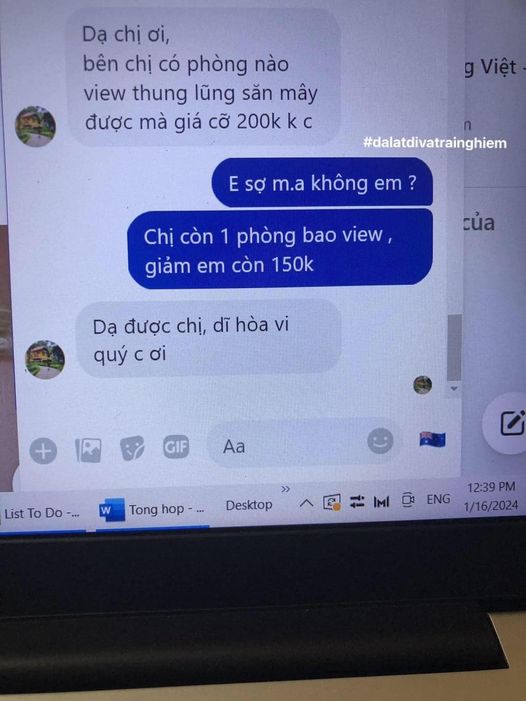 Dạ chị ơi,
bên chị có phòng nào
view thung lũng săn mây
được mà giá cỡ 200k k c
g Việt -
#dalatdivatrainghiem
E sợ m.a không em ?
của
Chị còn 1 phòng bao view ,
giảm em còn 150k
Dạ được chị, dĩ hòa vi
quý c ơi
GIF
Aa
List To Do -...
Tong hop - ...
Desktop
ENG
12:39 PM
1/16/2024